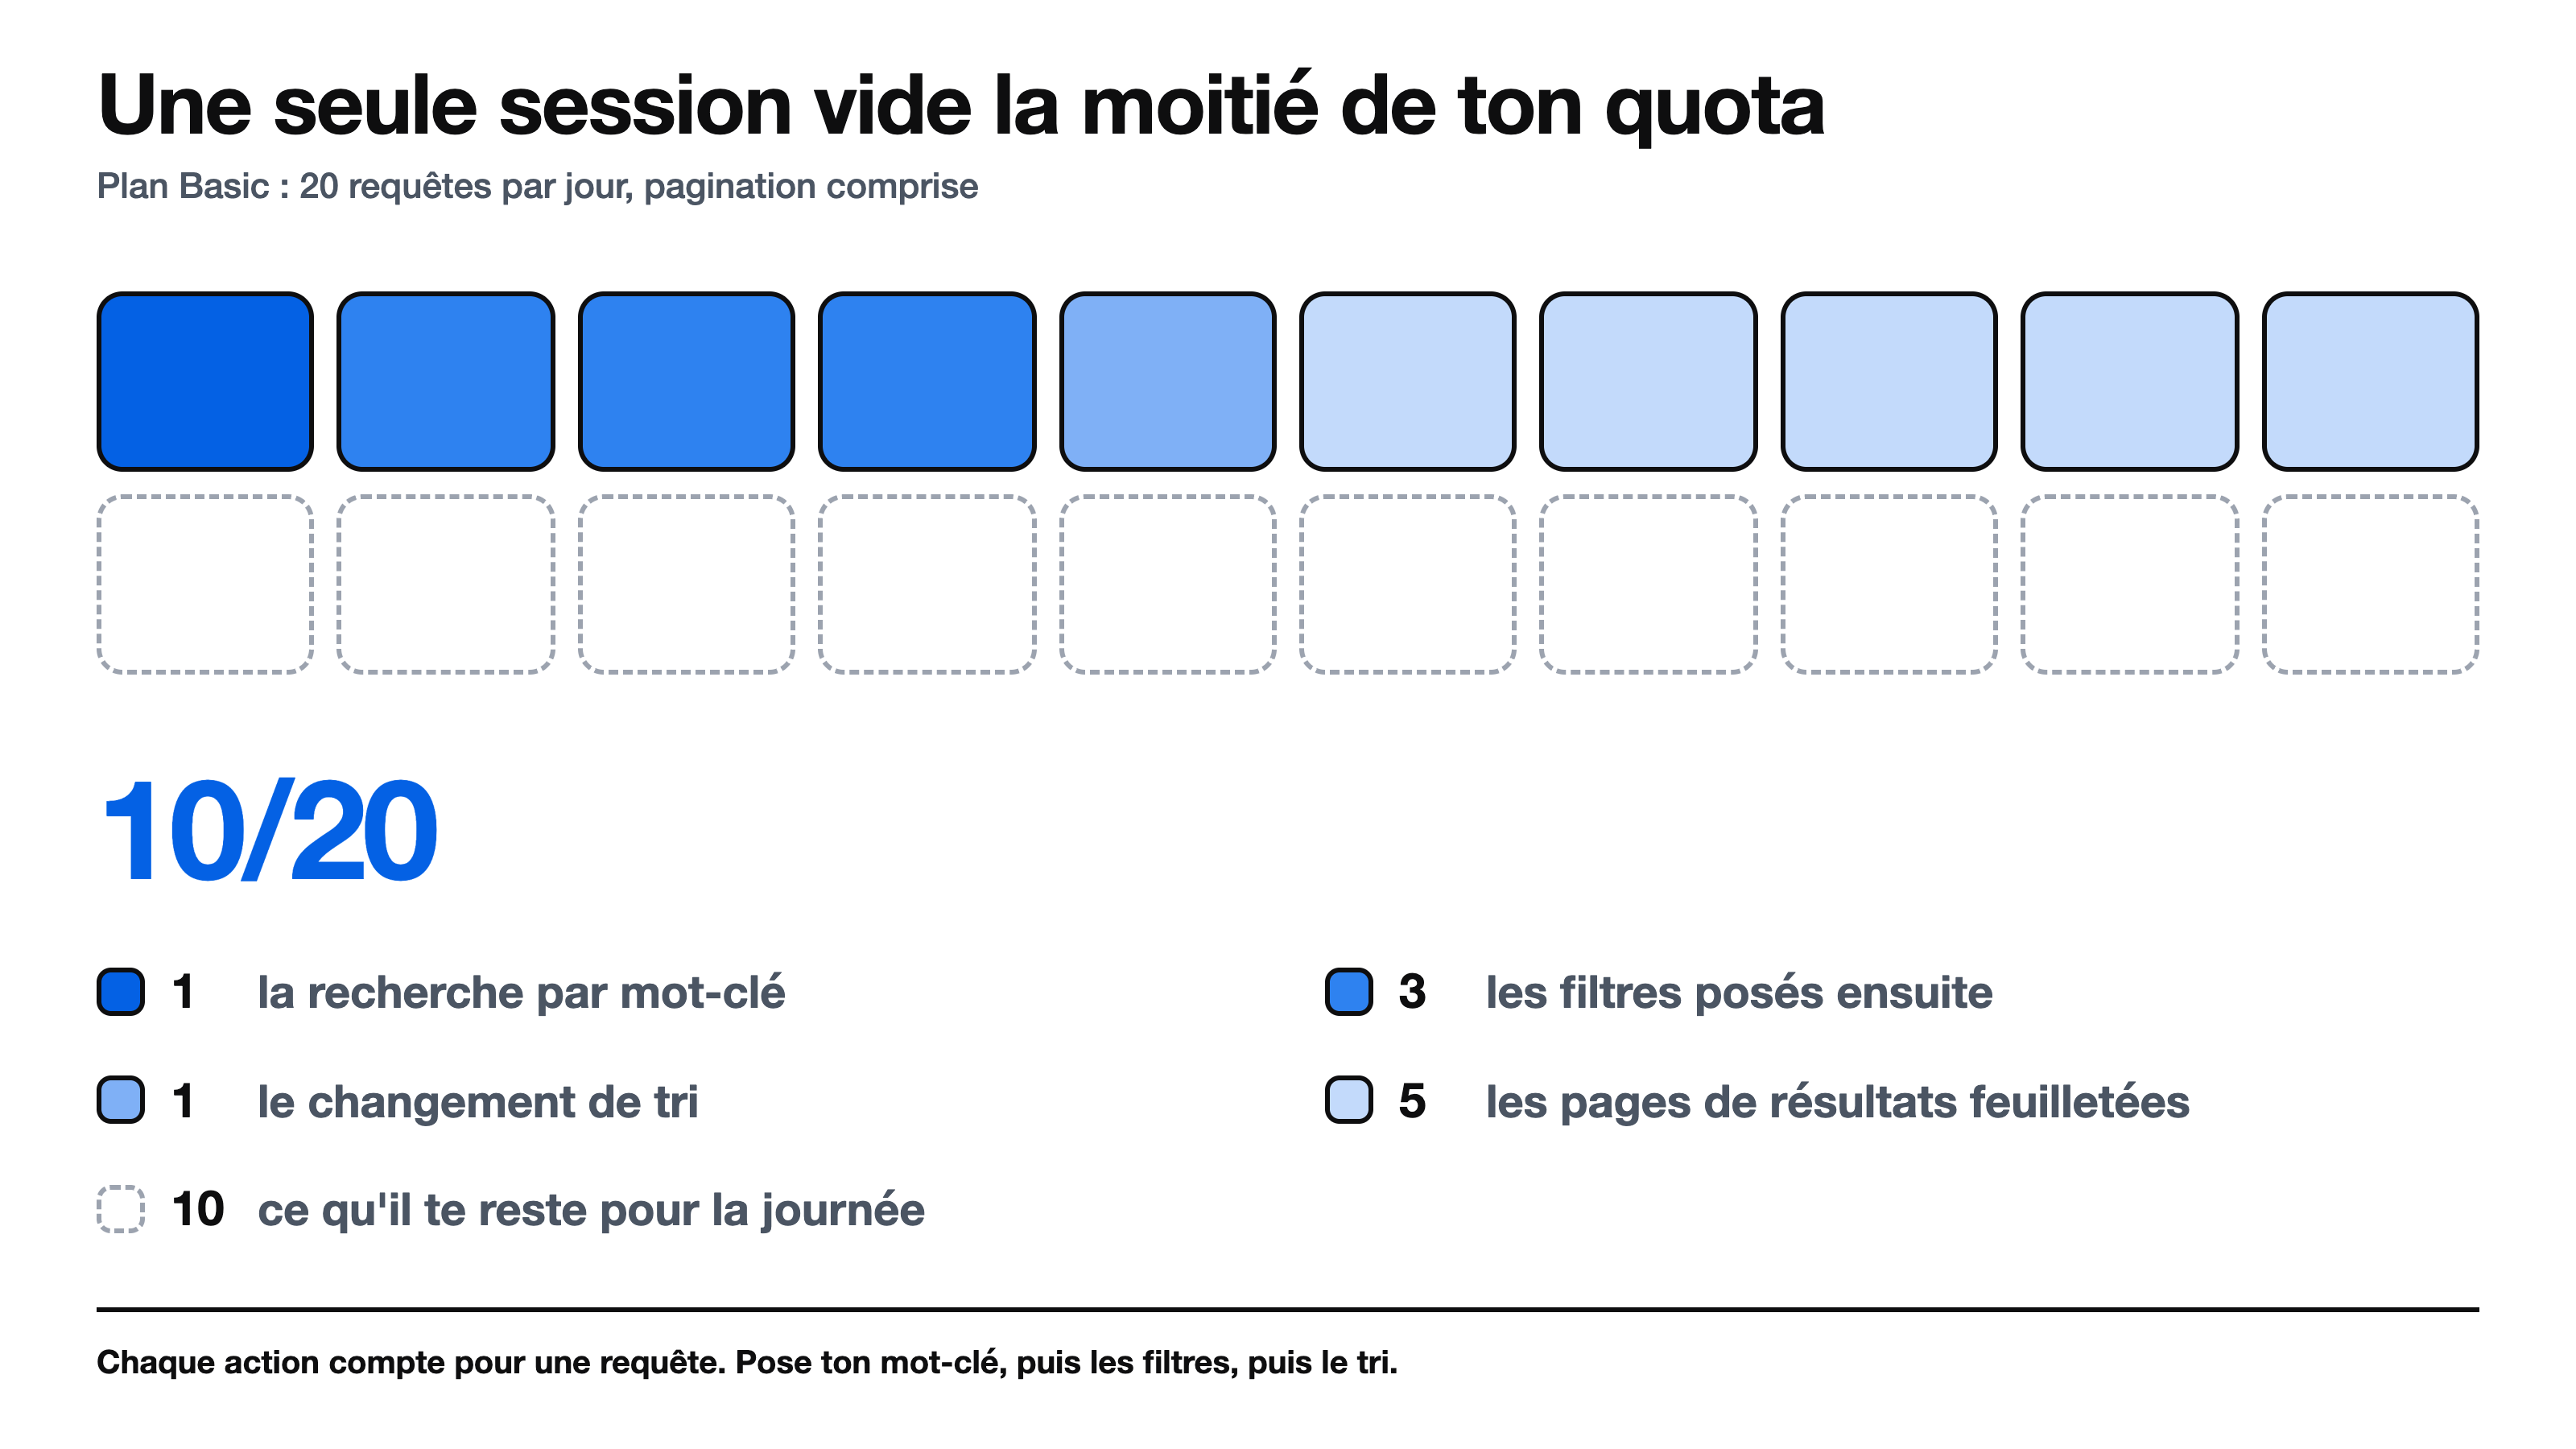 Une seule session vide la moitié de ton quota
Plan Basic : 20 requêtes par jour, pagination comprise
10/20
1 la recherche par mot-clé
3 les filtres posés ensuite
1 le changement de tri
5 les pages de résultats feuilletées
10 ce qu'il te reste pour la journée
Chaque action compte pour une requête. Pose ton mot-clé, puis les filtres, puis le tri.